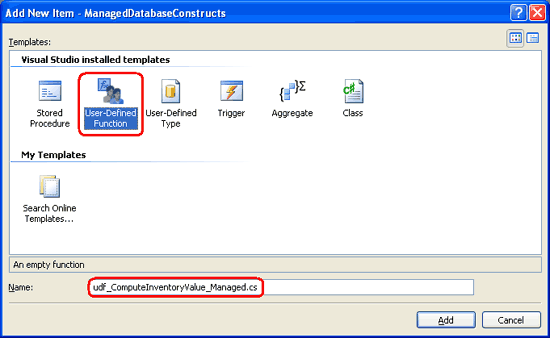 Add New Item - ManagedDatabaseConstructs
Templates:
Visual Studio installed templates
Stored Procedure
User-Defined Function
User-Defined Type
Trigger
Aggregate
Class
My Templates
Search Online Templates...
An empty function
Name:
udf_ComputeInventoryValue_Managed.cs
Add
Cancel